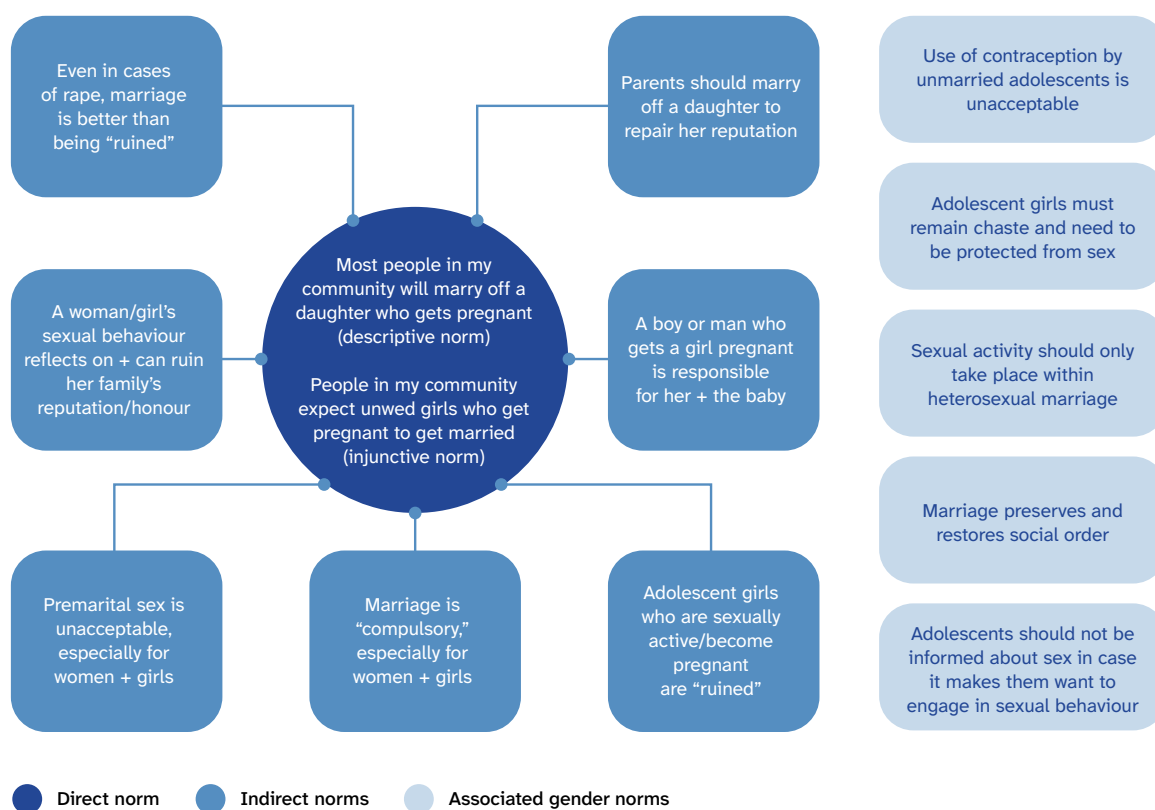 Even in cases
of rape, marriage
is better than
being “ruined”
Parents should marry
off a daughter to
repair her reputation
Use of contraception by
unmarried adolescents is
unacceptable
Adolescent girls must
remain chaste and need to
be protected from sex
Most people in my
community will marry off a
daughter who gets pregnant
(descriptive norm)
People in my community
expect unwed girls who get
pregnant to get married
(injunctive norm)
A woman/girl’s
sexual behaviour
reflects on + can ruin
her family’s
reputation/honour
A boy or man who
gets a girl pregnant
is responsible
for her + the baby
Sexual activity should only
take place within
heterosexual marriage
Marriage preserves and
restores social order
Premarital sex is
unacceptable,
especially for
women + girls
Marriage is
“compulsory,”
especially for
women + girls
Adolescent girls
who are sexually
active/become
pregnant
are “ruined”
Adolescents should not be
informed about sex in case
it makes them want to
engage in sexual behaviour
Direct norm
Indirect norms
Associated gender norms